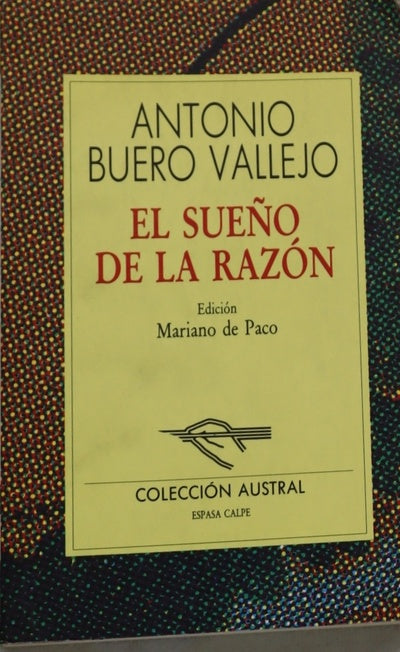 ANTONIO
BUERO VALLEJO
EL SUEÑO
DE LA RAZÓN
Edición
Mariano de Paco
COLECCIÓN AUSTRAL
ESPASA CALPE